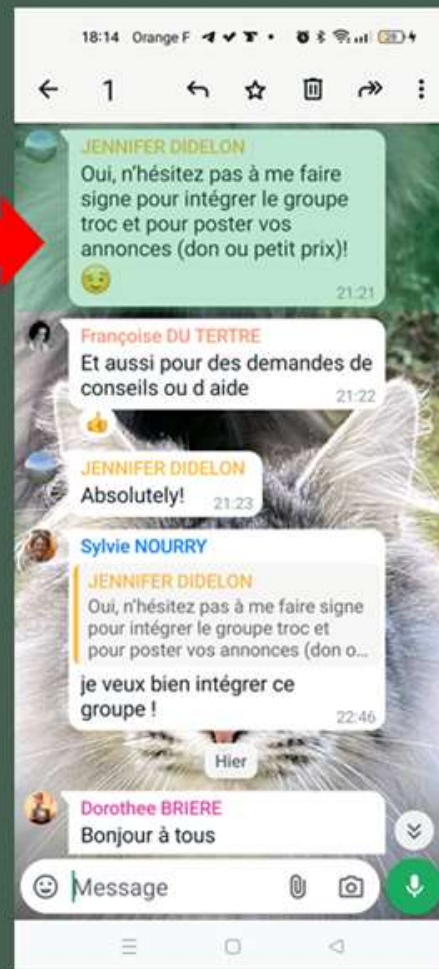 18:14 Orange F
1
JENNIFER DIDELON
Oui, n'hésitez pas à me faire
signe pour intégrer le groupe
troc et pour poster vos
annonces (don ou petit prix)!
21:21
Françoise DU TERTRE
Et aussi pour des demandes de
conseils ou d aide
21:22
JENNIFER DIDELON
Absolutely!
21:23
Sylvie NOURRY
JENNIFER DIDELON
Oui, n'hésitez pas à me faire signe
pour intégrer le groupe troc et
pour poster vos annonces (don o...
je veux bien intégrer ce
groupe !
22:46
Hier
Dorothee BRIERE
Bonjour à tous
Message